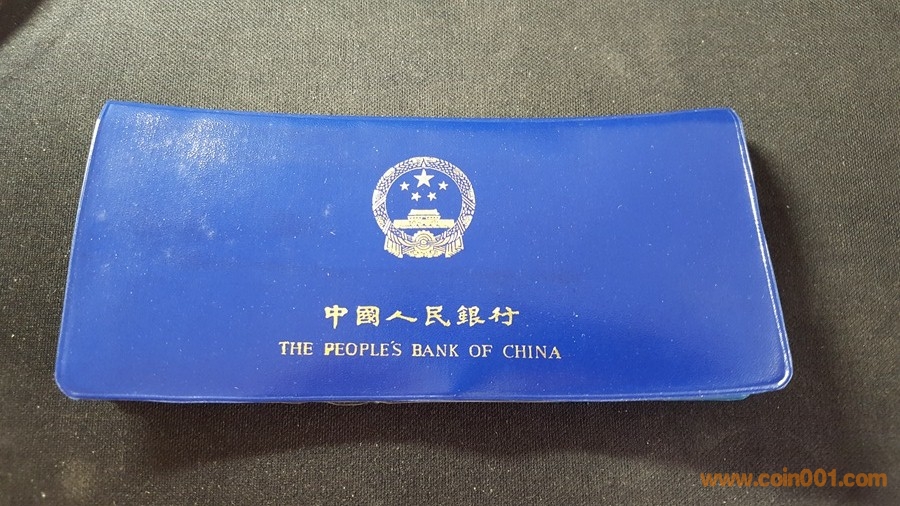 中國人民銀行
THE PEOPLE'S BANK OF CHINA
www.coin001.com